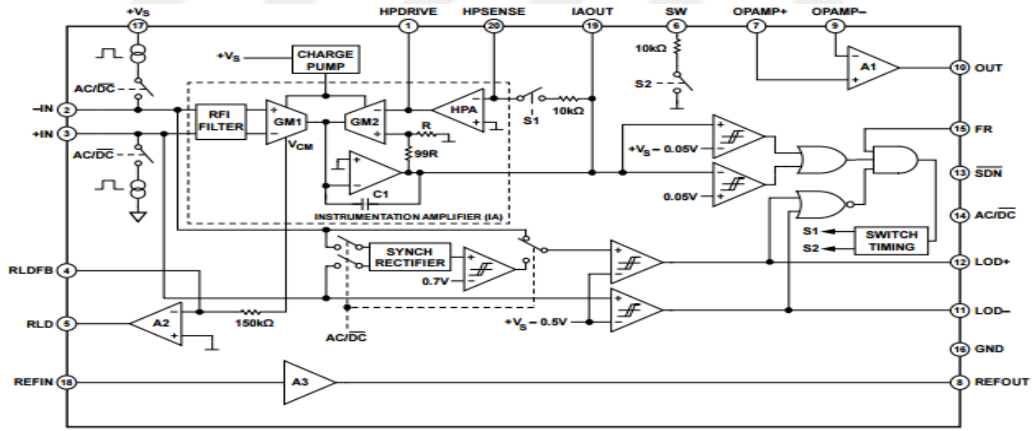 +VS HPDRIVE HPSENSE IAOUT SW OPAMP+ OPAMP–
17 1 20 19 6 7 9
10kΩ
+VS CHARGE PUMP
A1
10 OUT
AC/DC
S2
–IN 2
RFI FILTER
GM1
GM2
HPA
S1
10kΩ
+IN 3
R
15 FR
VCM
+VS – 0.05V
AC/DC
99R
13 SDN
0.05V
C1
14 AC/DC
INSTRUMENTATION AMPLIFIER (IA)
S1
S2
SWITCH TIMING
SYNCH RECTIFIER
12 LOD+
RLDFB 4
0.7V
11 LOD–
RLD 5
A2
150kΩ
+VS – 0.5V
AC/DC
16 GND
REFIN 18
A3
8 REFOUT